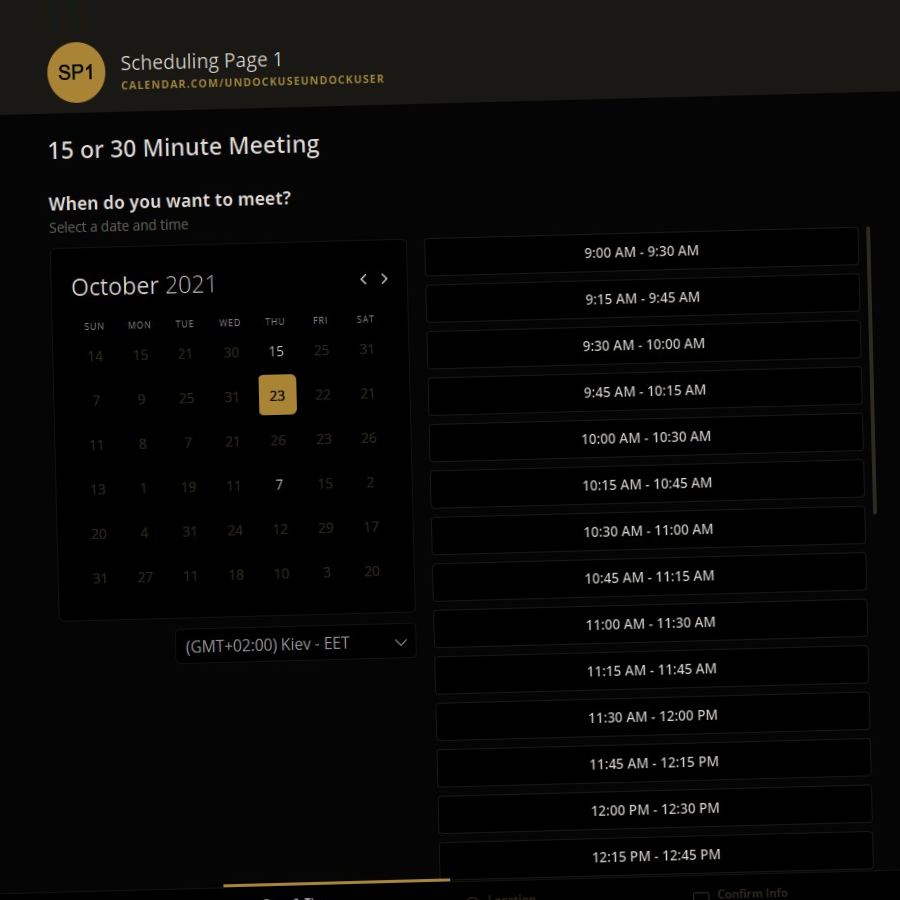 SP1
Scheduling Page 1
CALENDAR.COM/UNDOCKUSEUNDOCKUSER
15 or 30 Minute Meeting
When do you want to meet?
Select a date and time
October 2021
SUN MON TUE WED THU FRI SAT
14 15 21 30 15 25 31
7 9 25 31 23 22 21
11 8 7 21 26 23 26
13 1 19 11 7 15 2
20 4 31 24 12 29 17
31 27 11 18 10 3 20
(GMT+02:00) Kiev - EET
9:00 AM - 9:30 AM
9:15 AM - 9:45 AM
9:30 AM - 10:00 AM
9:45 AM - 10:15 AM
10:00 AM - 10:30 AM
10:15 AM - 10:45 AM
10:30 AM - 11:00 AM
10:45 AM - 11:15 AM
11:00 AM - 11:30 AM
11:15 AM - 11:45 AM
11:30 AM - 12:00 PM
11:45 AM - 12:15 PM
12:00 PM - 12:30 PM
12:15 PM - 12:45 PM
Location
Confirm Info